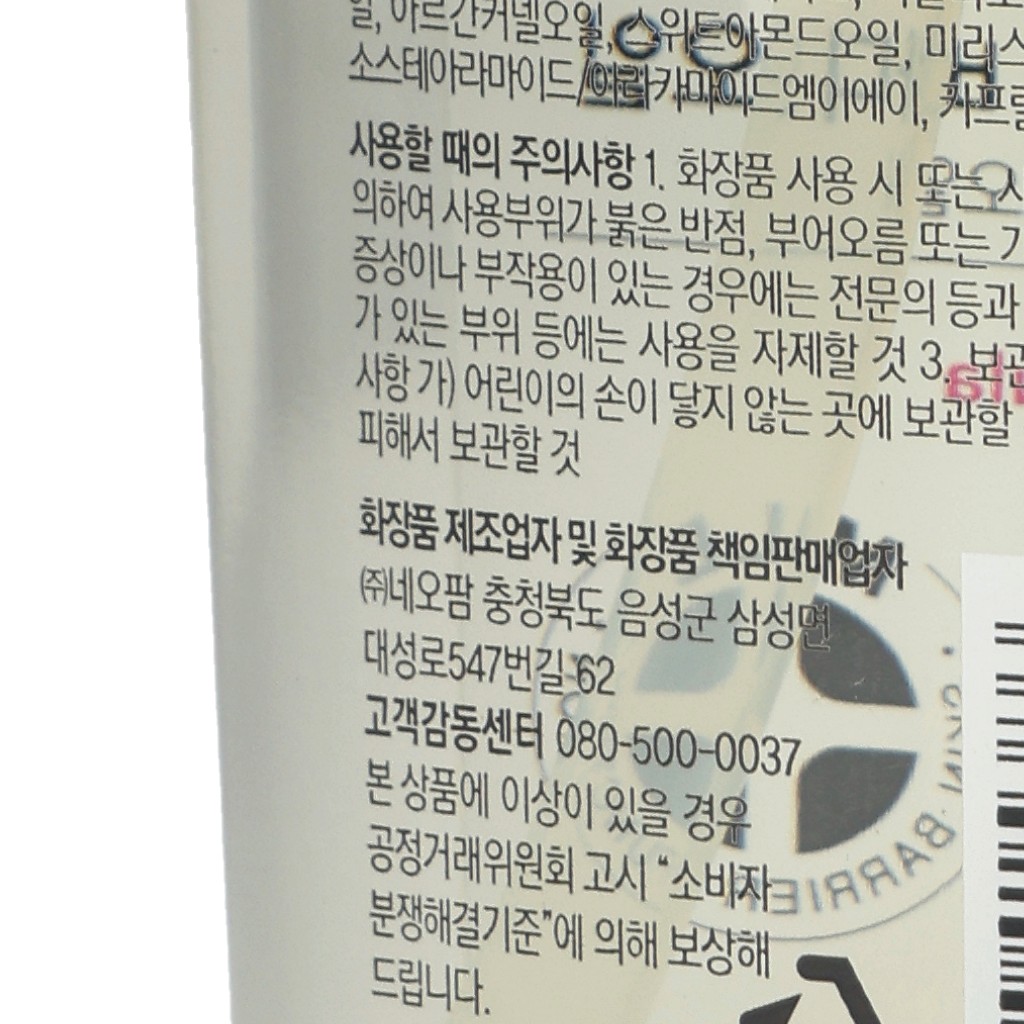 일, 아르간커넬오일, 스위트아몬드오일, 미리스
소스테아라마이드/아라카마이드엠이에이, 카프릴
사용할 때의 주의사항 1. 화장품 사용 시 또는 사
의하여 사용부위가 붉은 반점, 부어오름 또는 가
증상이나 부작용이 있는 경우에는 전문의 등과
가 있는 부위 등에는 사용을 자제할 것 3. 보관
사항 가) 어린이의 손이 닿지 않는 곳에 보관할
피해서 보관할 것
화장품 제조업자 및 화장품 책임판매업자
㈜네오팜 충청북도 음성군 삼성면
대성로547번길 62
고객감동센터 080-500-0037
본 상품에 이상이 있을 경우
공정거래위원회 고시 “소비자
분쟁해결기준”에 의해 보상해
드립니다.
SKIN BARRIER